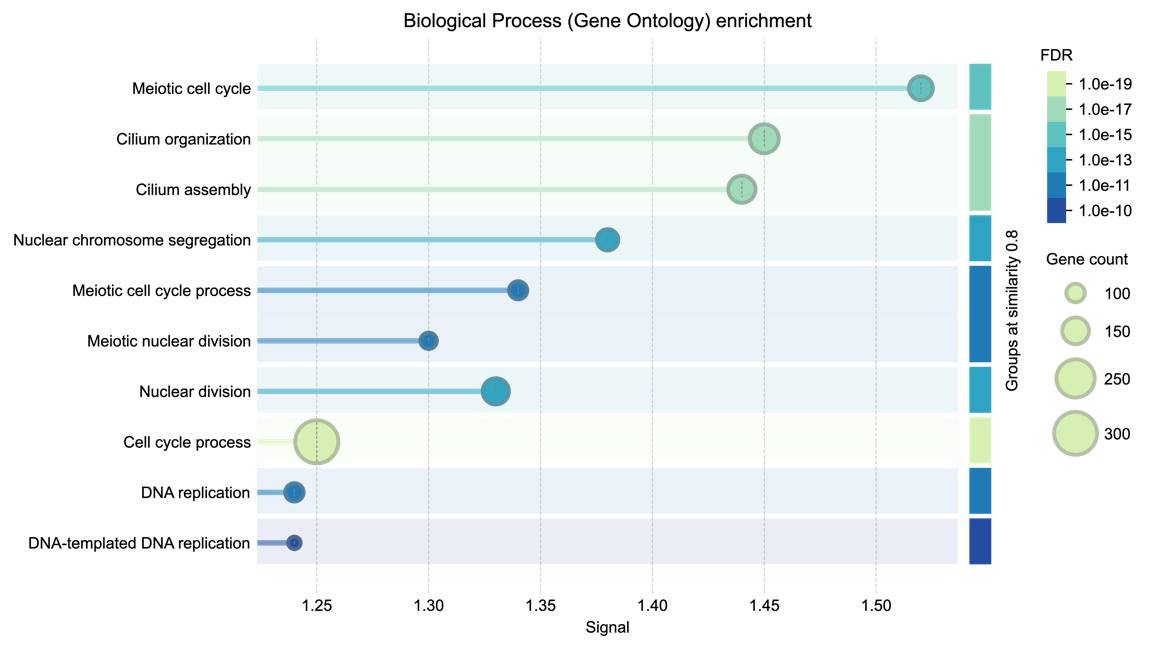 Biological Process (Gene Ontology) enrichment
Meiotic cell cycle
Cilium organization
Cilium assembly
Nuclear chromosome segregation
Meiotic cell cycle process
Meiotic nuclear division
Nuclear division
Cell cycle process
DNA replication
DNA-templated DNA replication
1.25 1.30 1.35 1.40 1.45 1.50
Signal
Groups at similarity 0.8
FDR
1.0e-19
1.0e-17
1.0e-15
1.0e-13
1.0e-11
1.0e-10
Gene count
100
150
250
300